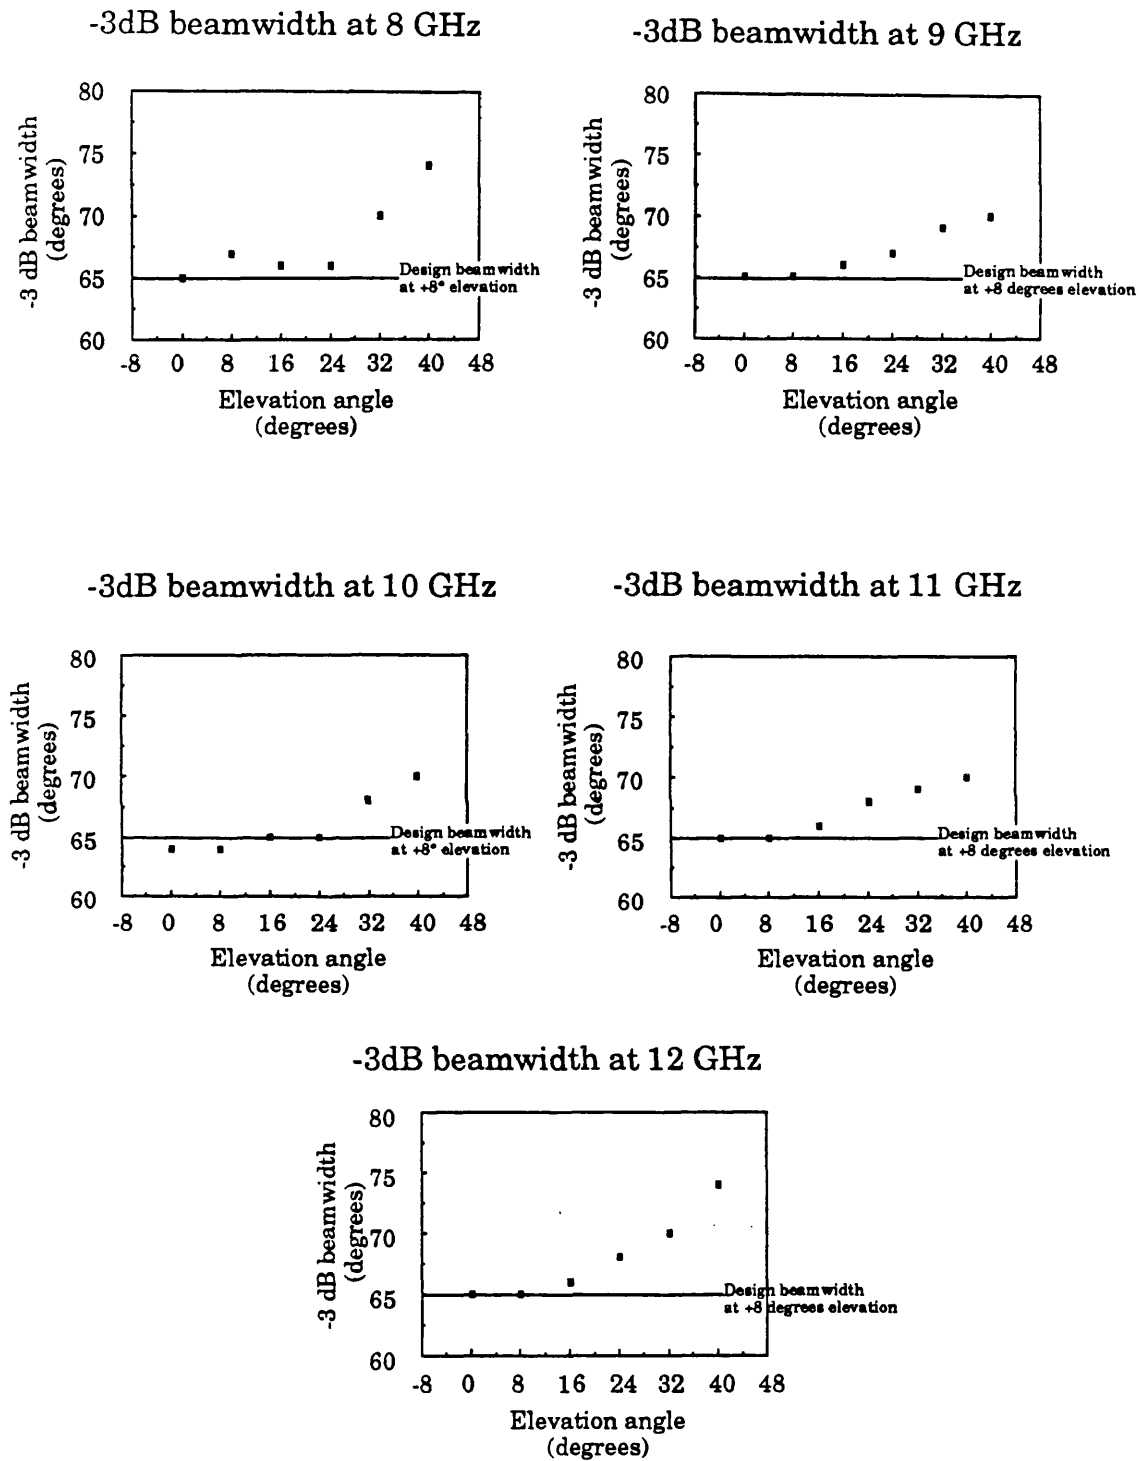 -3dB beamwidth at 8 GHz
-3 dB beamwidth
(degrees)
80
75
70
65
60
Design beamwidth
at +8° elevation
-8 0 8 16 24 32 40 48
Elevation angle
(degrees)
-3dB beamwidth at 9 GHz
-3 dB beamwidth
(degrees)
80
75
70
65
60
Design beamwidth
at +8 degrees elevation
-8 0 8 16 24 32 40 48
Elevation angle
(degrees)
-3dB beamwidth at 10 GHz
-3 dB beamwidth
(degrees)
80
75
70
65
60
Design beamwidth
at +8° elevation
-8 0 8 16 24 32 40 48
Elevation angle
(degrees)
-3dB beamwidth at 11 GHz
-3 dB beamwidth
(degrees)
80
75
70
65
60
Design beamwidth
at +8 degrees elevation
-8 0 8 16 24 32 40 48
Elevation angle
(degrees)
-3dB beamwidth at 12 GHz
-3 dB beamwidth
(degrees)
80
75
70
65
60
Design beamwidth
at +8 degrees elevation
-8 0 8 16 24 32 40 48
Elevation angle
(degrees)